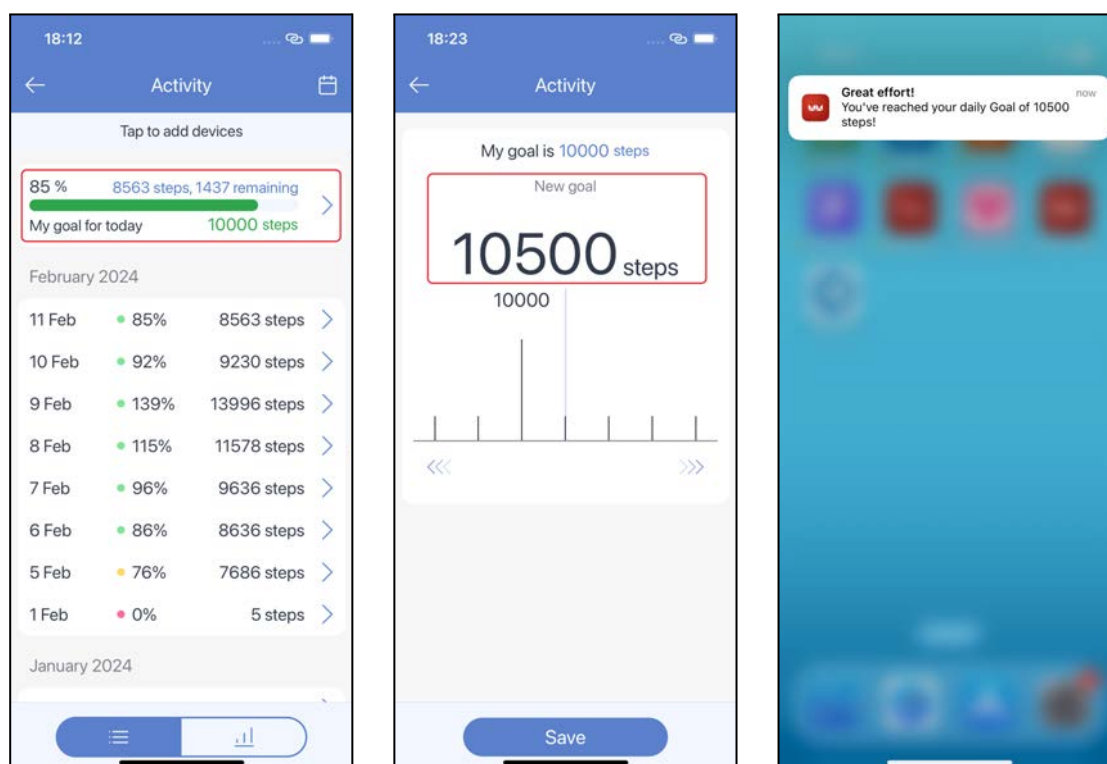 18:12
Activity
Tap to add devices
85 % 8563 steps, 1437 remaining
My goal for today 10000 steps
February 2024
11 Feb 85% 8563 steps
10 Feb 92% 9230 steps
9 Feb 139% 13996 steps
8 Feb 115% 11578 steps
7 Feb 96% 9636 steps
6 Feb 86% 8636 steps
5 Feb 76% 7686 steps
1 Feb 0% 5 steps
January 2024
18:23
Activity
My goal is 10000 steps
New goal
10500 steps
10000
Save
Great effort! now
You've reached your daily Goal of 10500
steps!